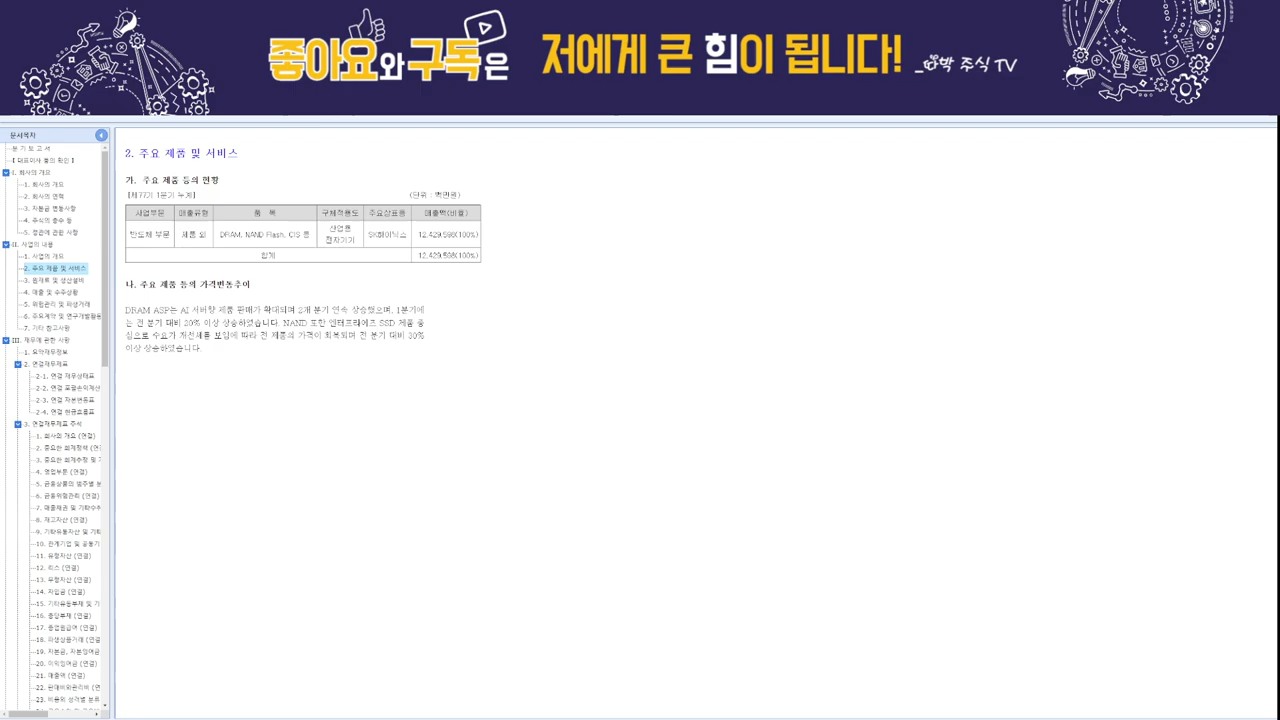 좋아요와 구독은 저에게 큰 힘이 됩니다!
박 주식 TV
문서목차
분 기 보 고 서
【 대표이사 등의 확인 】
I. 회사의 개요
1. 회사의 개요
2. 회사의 연혁
3. 자본금 변동사항
4. 주식의 총수 등
5. 정관에 관한 사항
II. 사업의 내용
1. 사업의 개요
2. 주요 제품 및 서비스
3. 원재료 및 생산설비
4. 매출 및 수주상황
5. 위험관리 및 파생거래
6. 주요계약 및 연구개발활동
7. 기타 참고사항
III. 재무에 관한 사항
1. 요약재무정보
2. 연결재무제표
2-1. 연결 재무상태표
2-2. 연결 포괄손익계산
2-3. 연결 자본변동표
2-4. 연결 현금흐름표
3. 연결재무제표 주석
1. 회사의 개요 (연결)
2. 중요한 회계정책 (연결
3. 중요한 회계추정 및
4. 영업부문 (연결)
5. 금융상품의 범주별
6. 금융위험관리 (연결)
7. 매출채권 및 기타수취
8. 재고자산 (연결)
9. 기타유동자산 및 기타
10. 관계기업 및 공동기
11. 유형자산 (연결)
12. 리스 (연결)
13. 무형자산 (연결)
14. 차입금 (연결)
15. 기타유동부채 및 기
16. 충당부채 (연결)
17. 종업원급여 (연결)
18. 파생상품거래 (연결
19. 자본금, 자본잉여금
20. 이익잉여금 (연결)
21. 매출액 (연결)
22. 판매비와관리비 (연
23. 비용의 성격별 분류
2. 주요 제품 및 서비스
가. 주요 제품 등의 현황
[제77기 1분기 누계] (단위 : 백만원)
사업부문 매출유형 품 목 구체적용도 주요상표등 매출액(비율)
반도체 부문 제품 외 DRAM, NAND Flash, CIS 등 산업용 전자기기 SK하이닉스 12,429,598(100%)
합계 12,429,598(100%)
나. 주요 제품 등의 가격변동추이
DRAM ASP는 AI 서버향 제품 판매가 확대되며 2개 분기 연속 상승했으며, 1분기에
는 전 분기 대비 20% 이상 상승하였습니다. NAND 또한 엔터프라이즈 SSD 제품 중
심으로 수요가 개선세를 보임에 따라 전 제품의 가격이 회복되며 전 분기 대비 30%
이상 상승하였습니다.